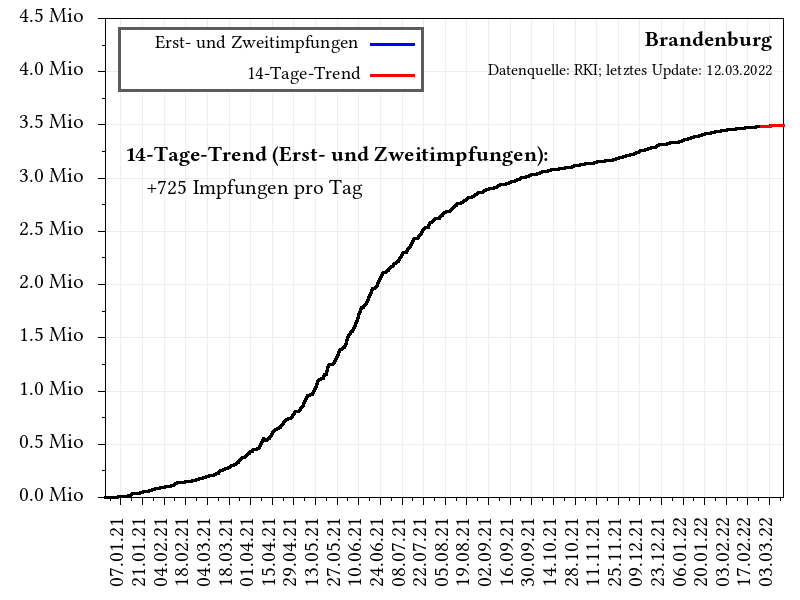 4.5 Mio
4.0 Mio
3.5 Mio
3.0 Mio
2.5 Mio
2.0 Mio
1.5 Mio
1.0 Mio
0.5 Mio
0.0 Mio
Erst- und Zweitimpfungen
14-Tage-Trend
Brandenburg
Datenquelle: RKI; letztes Update: 12.03.2022
14-Tage-Trend (Erst- und Zweitimpfungen):
+725 Impfungen pro Tag
07.01.21
21.01.21
04.02.21
18.02.21
04.03.21
18.03.21
01.04.21
15.04.21
29.04.21
13.05.21
27.05.21
10.06.21
24.06.21
08.07.21
22.07.21
05.08.21
19.08.21
02.09.21
16.09.21
30.09.21
14.10.21
28.10.21
11.11.21
25.11.21
09.12.21
23.12.21
06.01.22
20.01.22
03.02.22
17.02.22
03.03.22